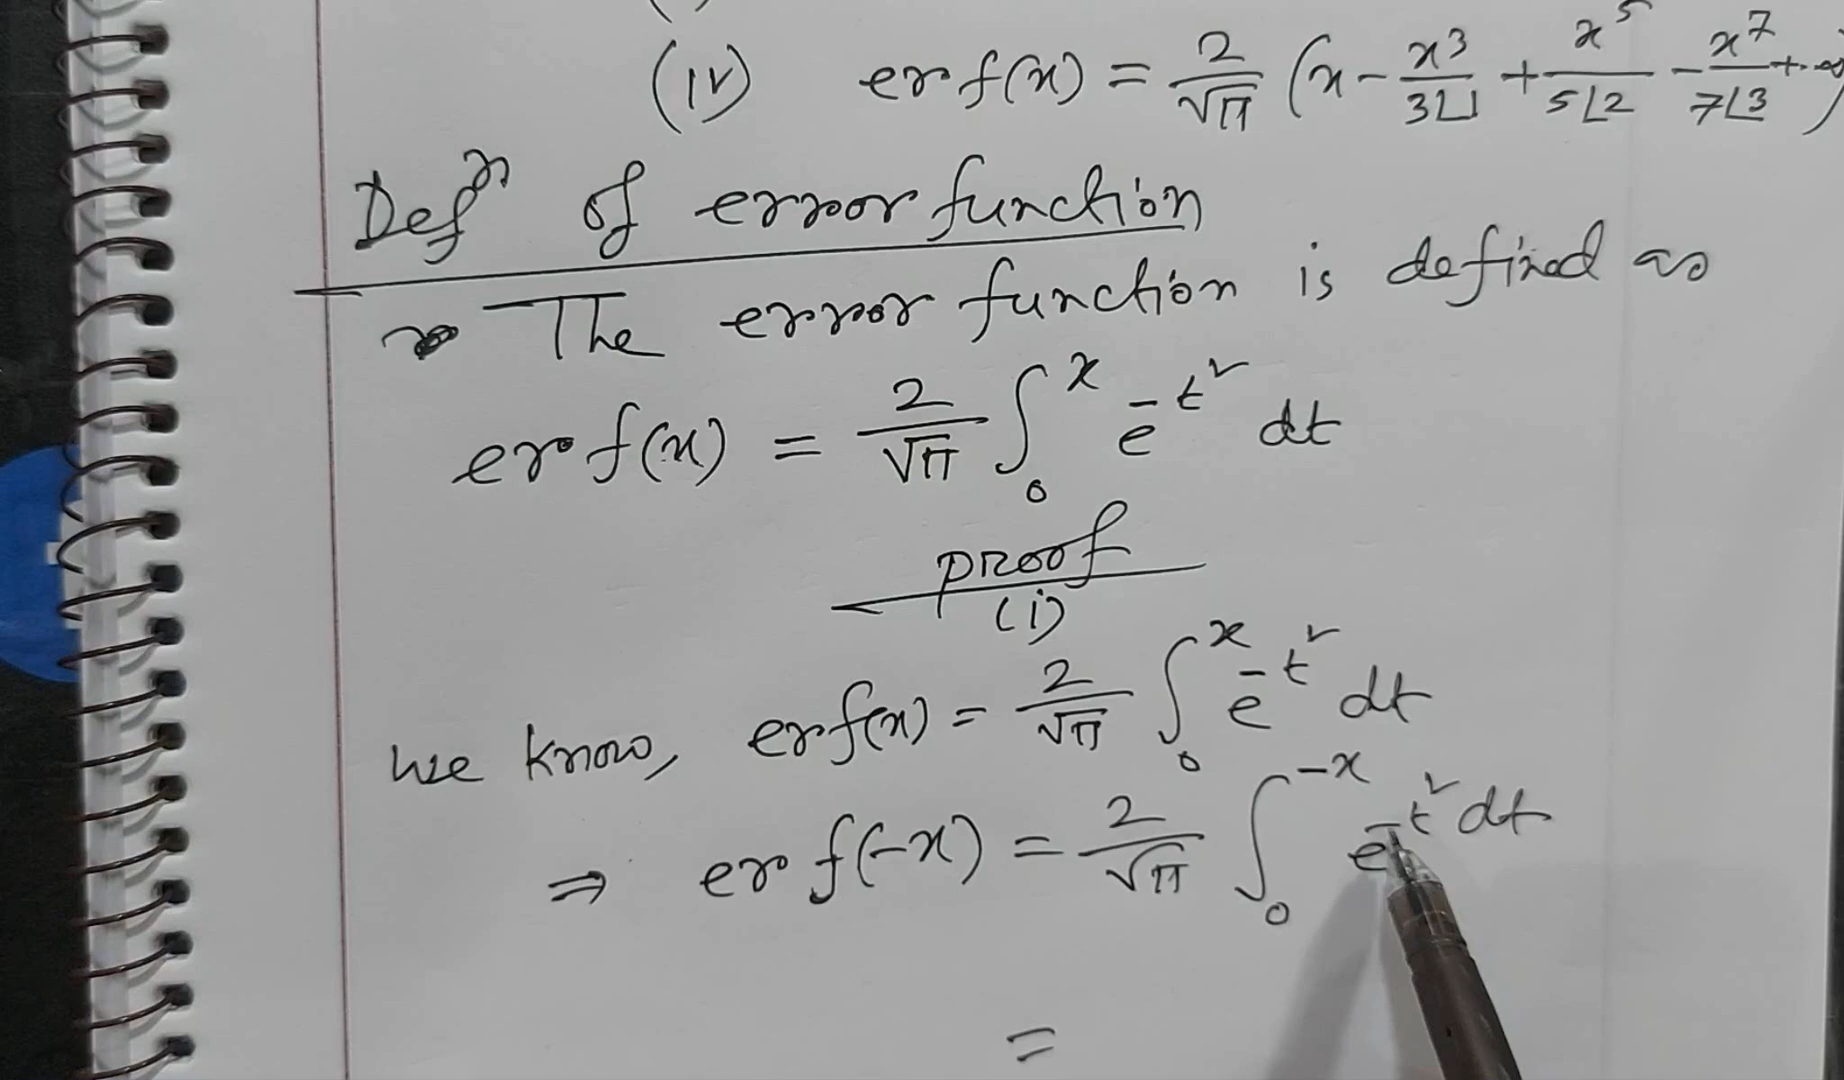 (iv) erf(x) = 2/√π (x - x³/3∟1 + x⁵/5∟2 - x⁷/7∟3 + ... ∞)
Defⁿ of error function
The error function is defined as
erf(x) = 2/√π ∫₀ˣ e^-t² dt
proof
(i)
We know, erf(x) = 2/√π ∫₀ˣ e^-t² dt
⇒ erf(-x) = 2/√π ∫₀^-x e^-t² dt
=